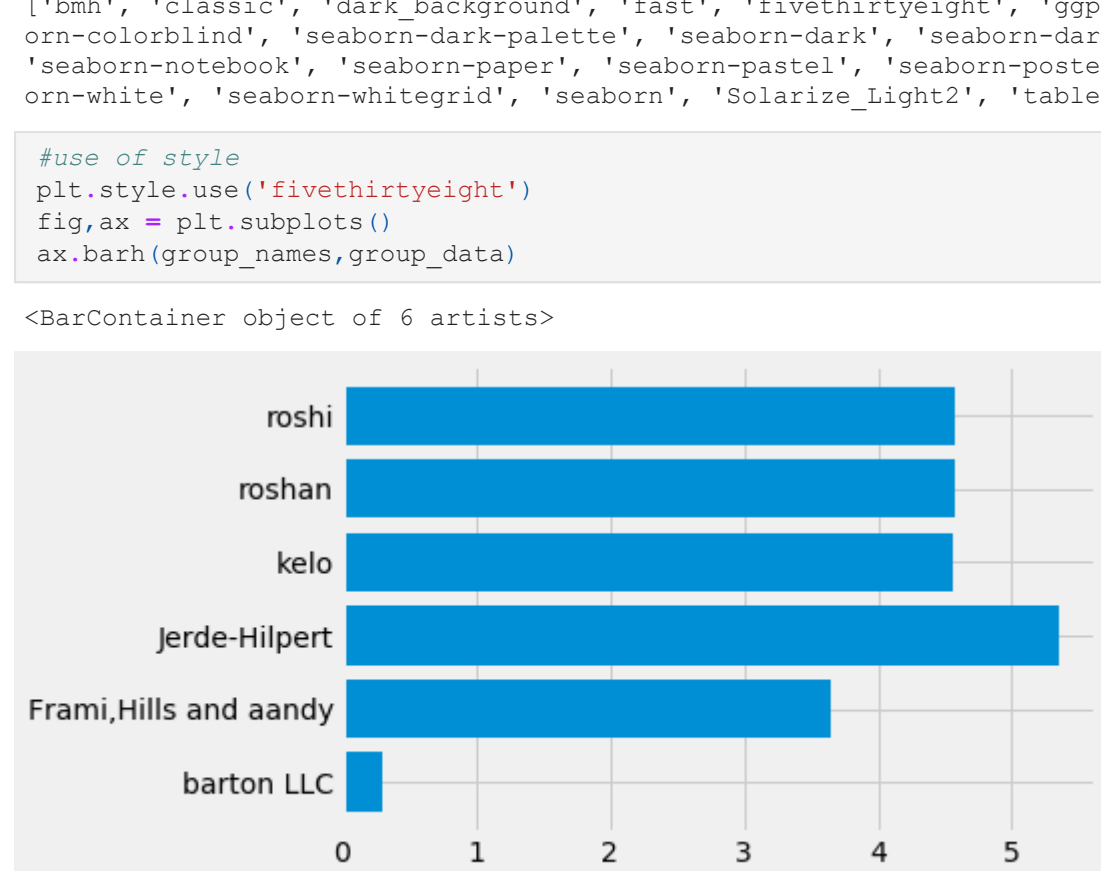 ['bmh', 'classic', 'dark_background', 'fast', 'fivethirtyeight', 'ggp
orn-colorblind', 'seaborn-dark-palette', 'seaborn-dark', 'seaborn-dar
'seaborn-notebook', 'seaborn-paper', 'seaborn-pastel', 'seaborn-poste
orn-white', 'seaborn-whitegrid', 'seaborn', 'Solarize_Light2', 'table
#use of style
plt.style.use('fivethirtyeight')
fig,ax = plt.subplots()
ax.barh(group_names,group_data)
<BarContainer object of 6 artists>
roshi
roshan
kelo
Jerde-Hilpert
Frami,Hills and aandy
barton LLC
0 1 2 3 4 5